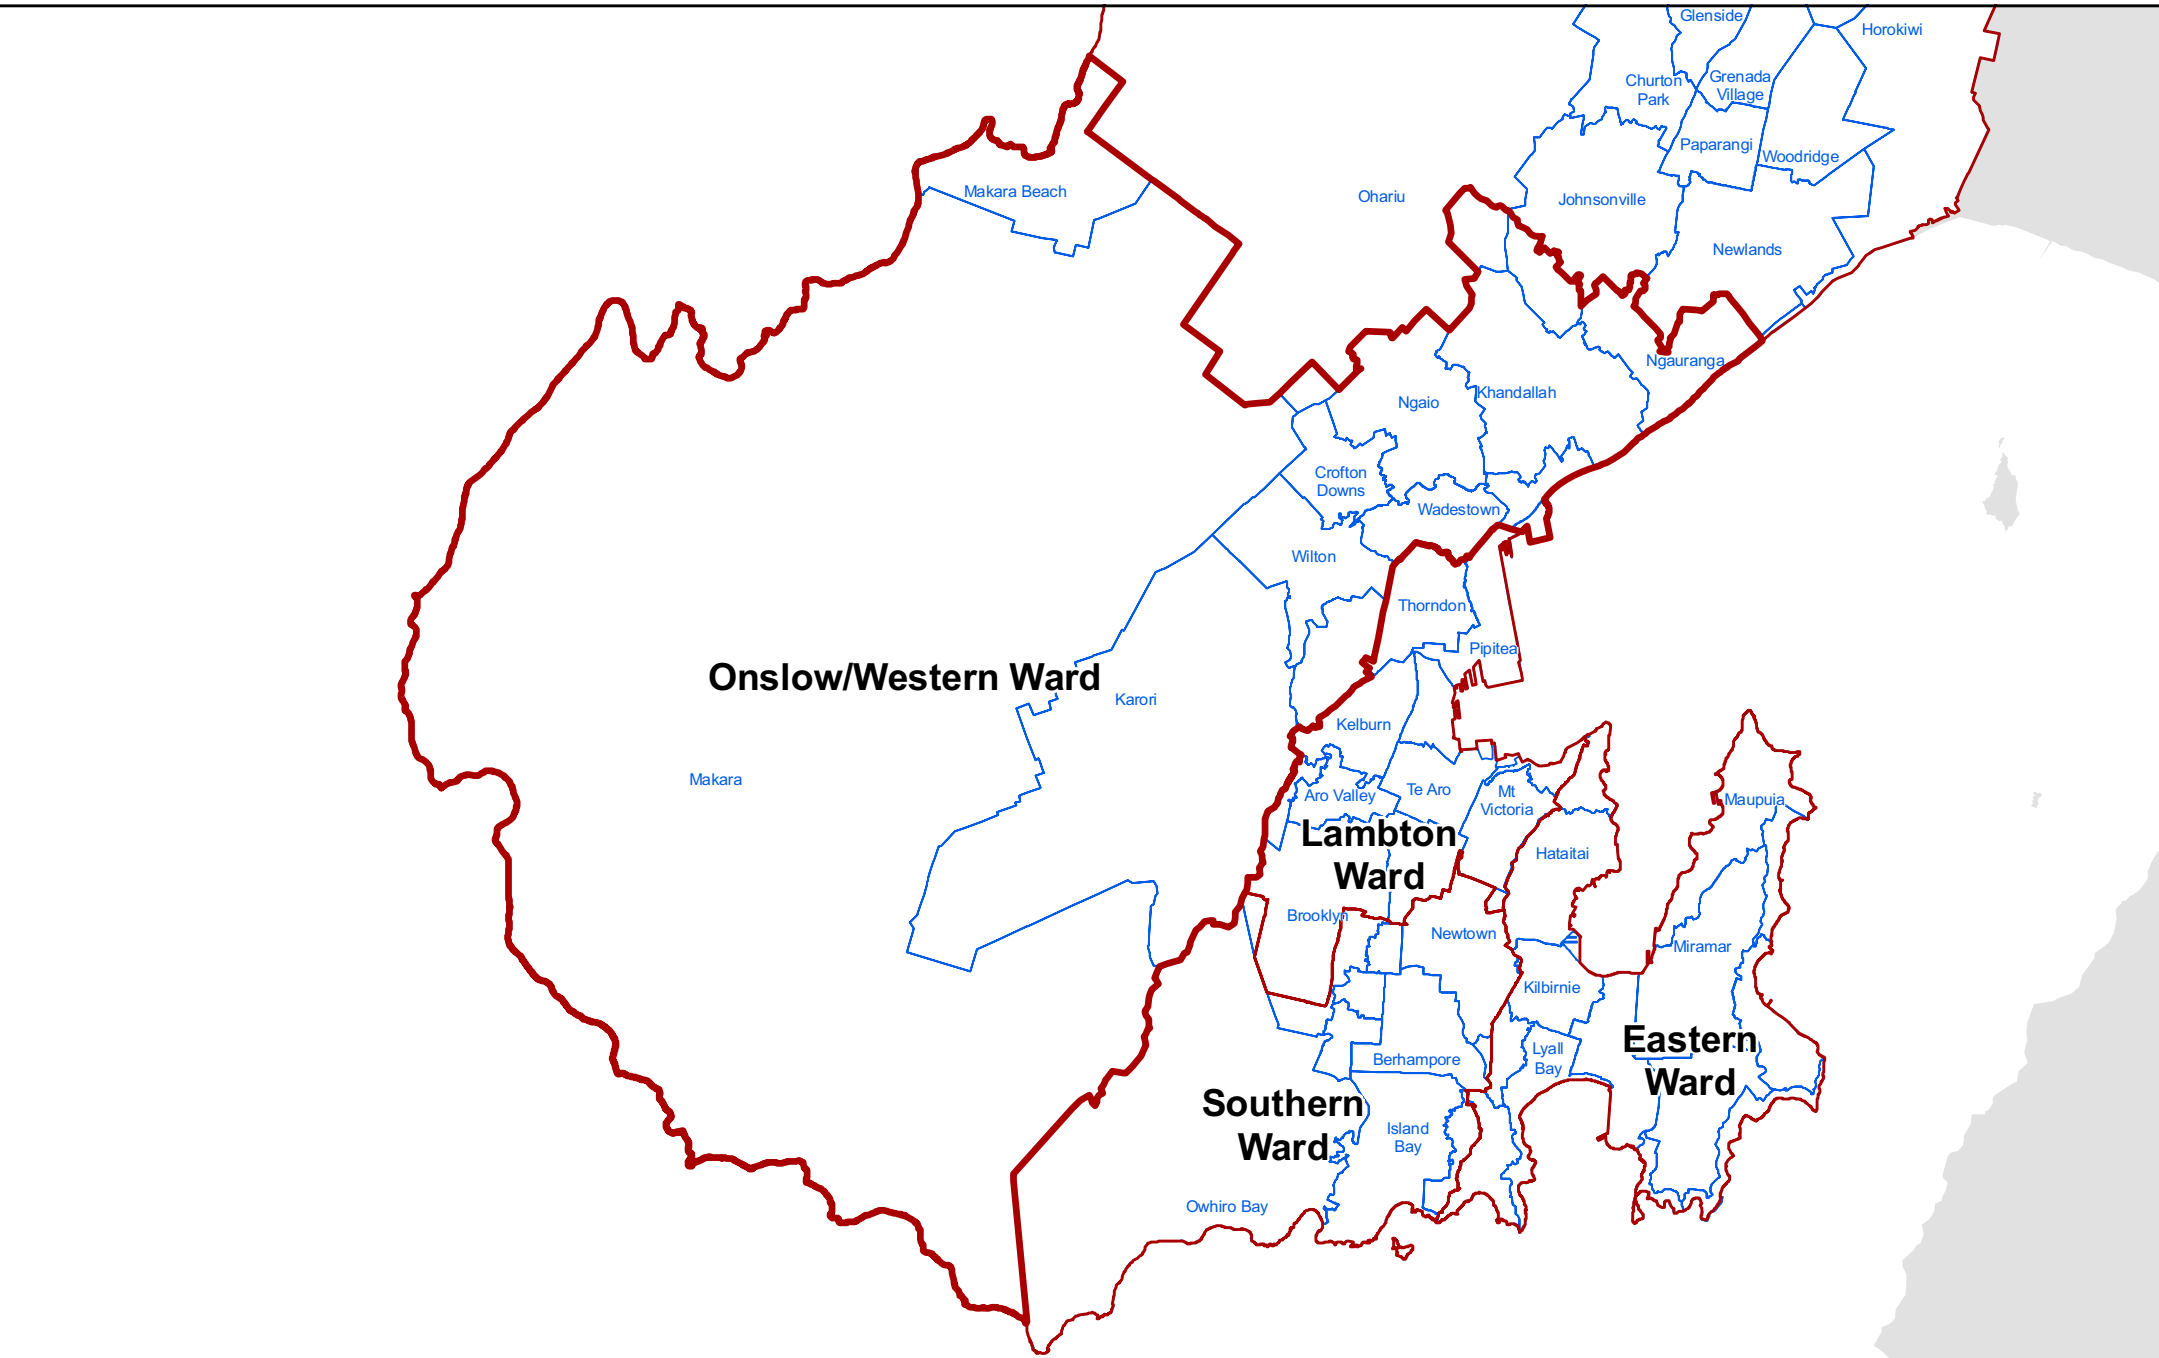 Glenside
Horokiwi
Churton
Park
Grenada
Village
Paparangi
Woodridge
Makara Beach
Ohariu
Johnsonville
Newlands
Ngauranga
Khandallah
Ngaio
Crofton
Downs
Wadestown
Wilton
Thorndon
Pipitea
Onslow/Western Ward
Karori
Kelburn
Makara
Aro Valley
Te Aro
Mt
Victoria
Maupuia
Lambton
Ward
Hataitai
Brooklyn
Newtown
Miramar
Kilbirnie
Eastern
Ward
Lyall
Bay
Berhampore
Southern
Ward
Island
Bay
Owhiro Bay